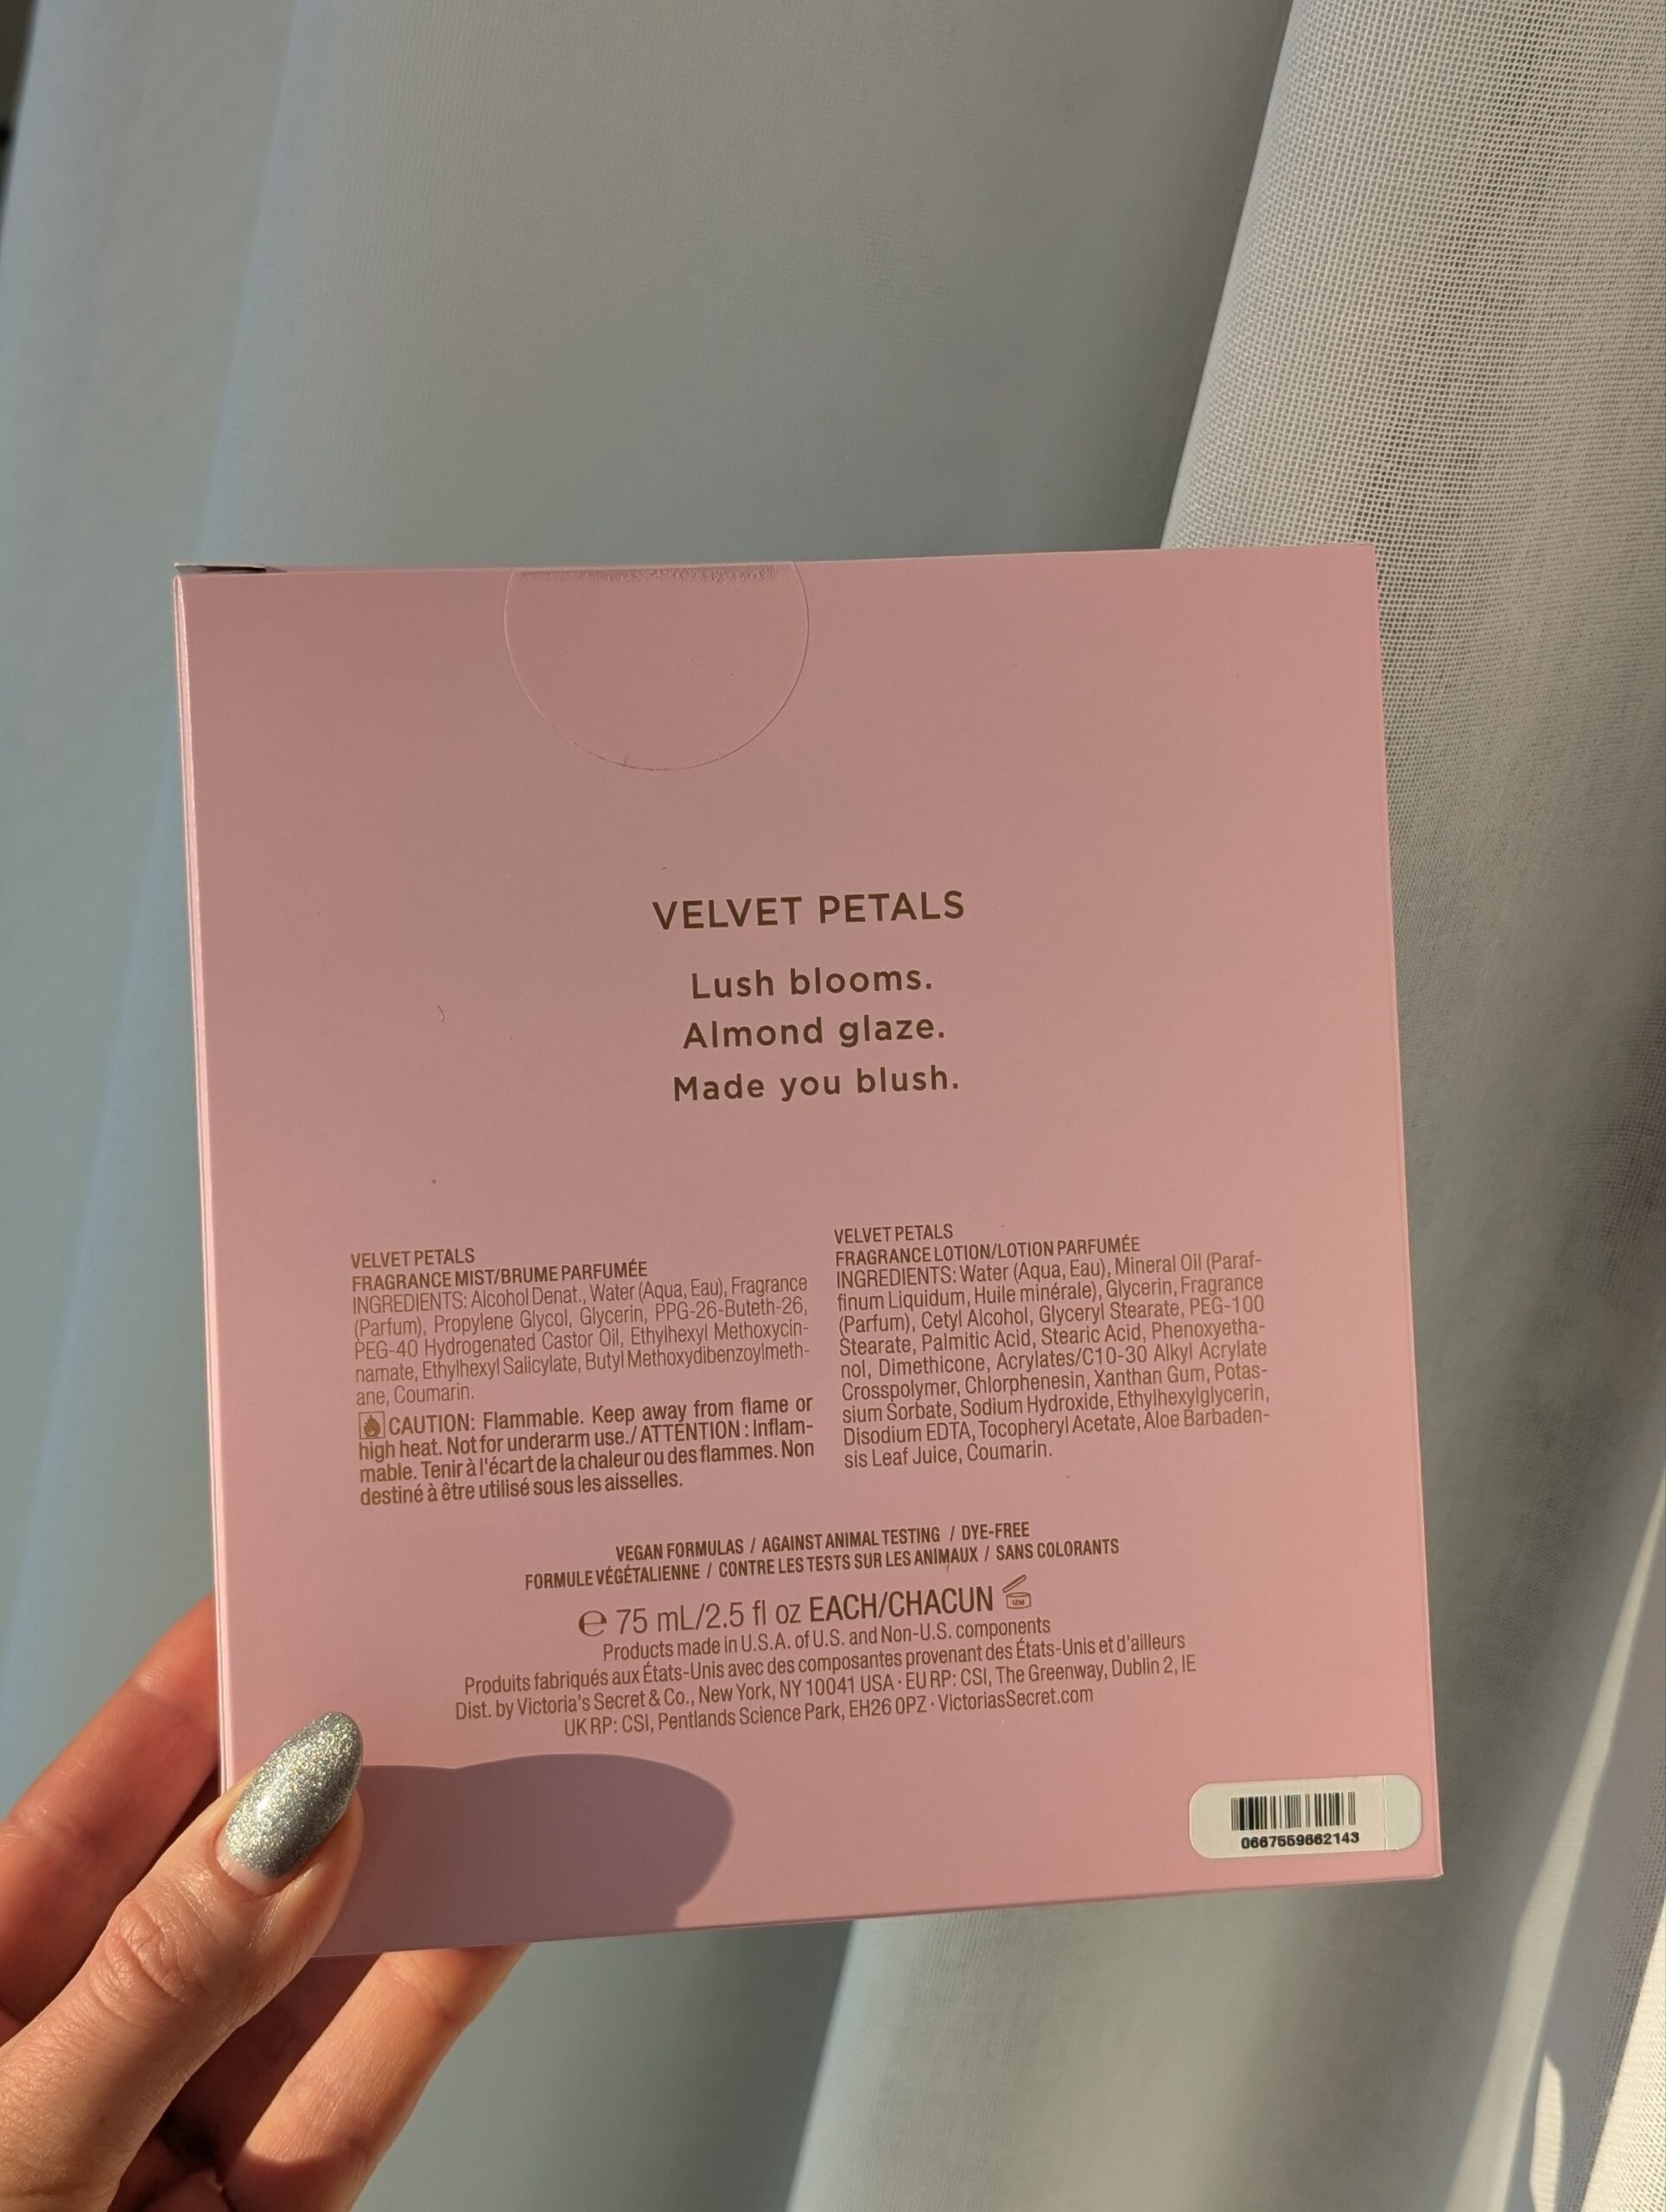 VELVET PETALS
Lush blooms.
Almond glaze.
Made you blush.
VELVET PETALS
FRAGRANCE MIST/BRUME PARFUMÉE
INGREDIENTS: Alcohol Denat., Water (Aqua, Eau), Fragrance
(Parfum), Propylene Glycol, Glycerin, PPG-26-Buteth-26,
PEG-40 Hydrogenated Castor Oil, Ethylhexyl Methoxycin-
namate, Ethylhexyl Salicylate, Butyl Methoxydibenzoylmeth-
ane, Coumarin.
CAUTION: Flammable. Keep away from flame or
high heat. Not for underarm use./ ATTENTION : Inflam-
mable. Tenir à l'écart de la chaleur ou des flammes. Non
destiné à être utilisé sous les aisselles.
VELVET PETALS
FRAGRANCE LOTION/LOTION PARFUMÉE
INGREDIENTS: Water (Aqua, Eau), Mineral Oil (Paraf-
finum Liquidum, Huile minérale), Glycerin, Fragrance
(Parfum), Cetyl Alcohol, Glyceryl Stearate, PEG-100
Stearate, Palmitic Acid, Stearic Acid, Phenoxyetha-
nol, Dimethicone, Acrylates/C10-30 Alkyl Acrylate
Crosspolymer, Chlorphenesin, Xanthan Gum, Potas-
sium Sorbate, Sodium Hydroxide, Ethylhexylglycerin,
Disodium EDTA, Tocopheryl Acetate, Aloe Barbaden-
sis Leaf Juice, Coumarin.
VEGAN FORMULAS / AGAINST ANIMAL TESTING / DYE-FREE
FORMULE VÉGÉTALIENNE / CONTRE LES TESTS SUR LES ANIMAUX / SANS COLORANTS
℮ 75 mL/2.5 fl oz EACH/CHACUN 12M
Products made in U.S.A. of U.S. and Non-U.S. components
Produits fabriqués aux États-Unis avec des composantes provenant des États-Unis et d'ailleurs
Dist. by Victoria's Secret & Co., New York, NY 10041 USA · EU RP: CSI, The Greenway, Dublin 2, IE
UK RP: CSI, Pentlands Science Park, EH26 0PZ · VictoriasSecret.com
0667559662143